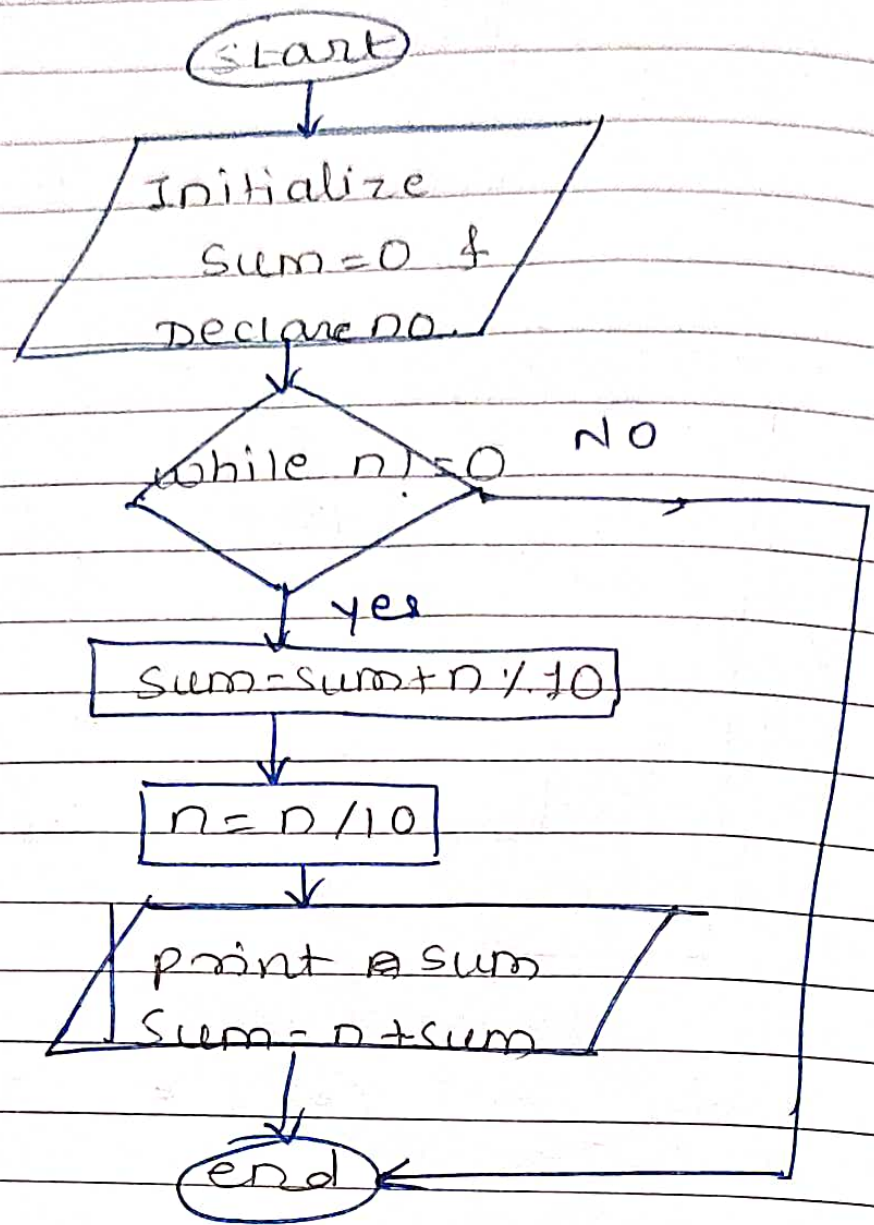 start
Initialize
sum=0 &
Declare no.
while n!=0
NO
yes
sum=sum+n%10
n=n/10
print sum
sum=n+sum
end